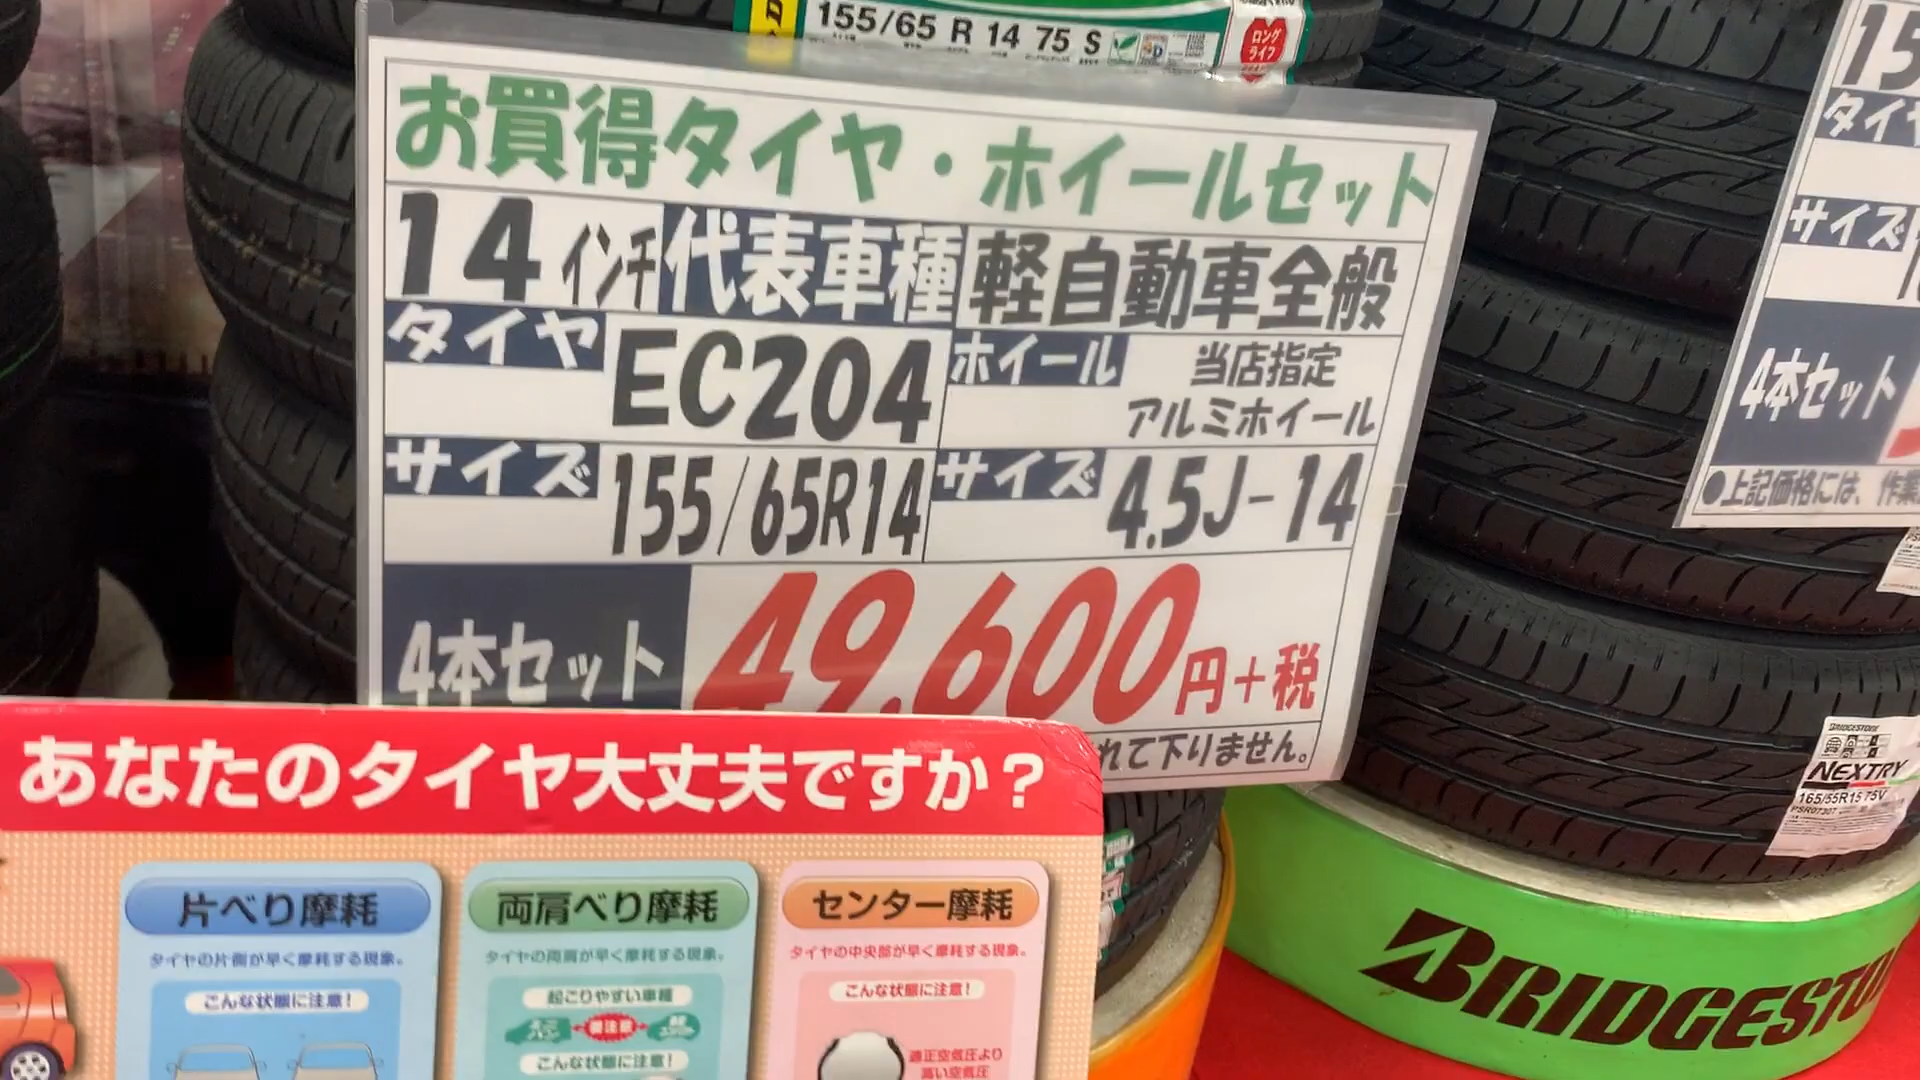 155/65 R 14 75 S
ロング
ライフ
お買得タイヤ・ホイールセット
14インチ 代表車種 軽自動車全般
タイヤ EC204 ホイール 当店指定
アルミホイール
サイズ 155/65R14 サイズ 4.5J-14
4本セット 49,600円+税
れて下りません。
15
タイヤ
サイズ
4本セット
●上記価格には、作業
あなたのタイヤ大丈夫ですか?
片べり摩耗
タイヤの片側が早く摩耗する現象。
こんな状態に注意!
両肩べり摩耗
タイヤの両肩が早く摩耗する現象。
起こりやすい車種
要注意
こんな状態に注意!
センター摩耗
タイヤの中央部が早く摩耗する現象。
こんな状態に注意!
適正空気圧より
高い空気圧
BRIDGESTONE
NEXTRY
165/55R15 75V
PSR07307
BRIDGESTO